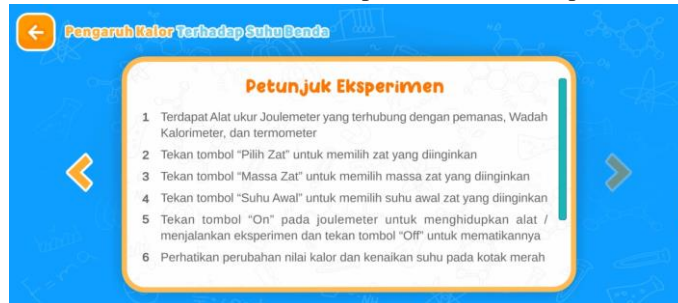 Pengaruh Kalor Terhadap Suhu Benda
Petunjuk Eksperimen
1 Terdapat Alat ukur Joulemeter yang terhubung dengan pemanas, Wadah
Kalorimeter, dan termometer
2 Tekan tombol “Pilih Zat” untuk memilih zat yang diinginkan
3 Tekan tombol “Massa Zat” untuk memilih massa zat yang diinginkan
4 Tekan tombol “Suhu Awal” untuk memilih suhu awal zat yang diinginkan
5 Tekan tombol “On” pada joulemeter untuk menghidupkan alat /
menjalankan eksperimen dan tekan tombol “Off” untuk mematikannya
6 Perhatikan perubahan nilai kalor dan kenaikan suhu pada kotak merah